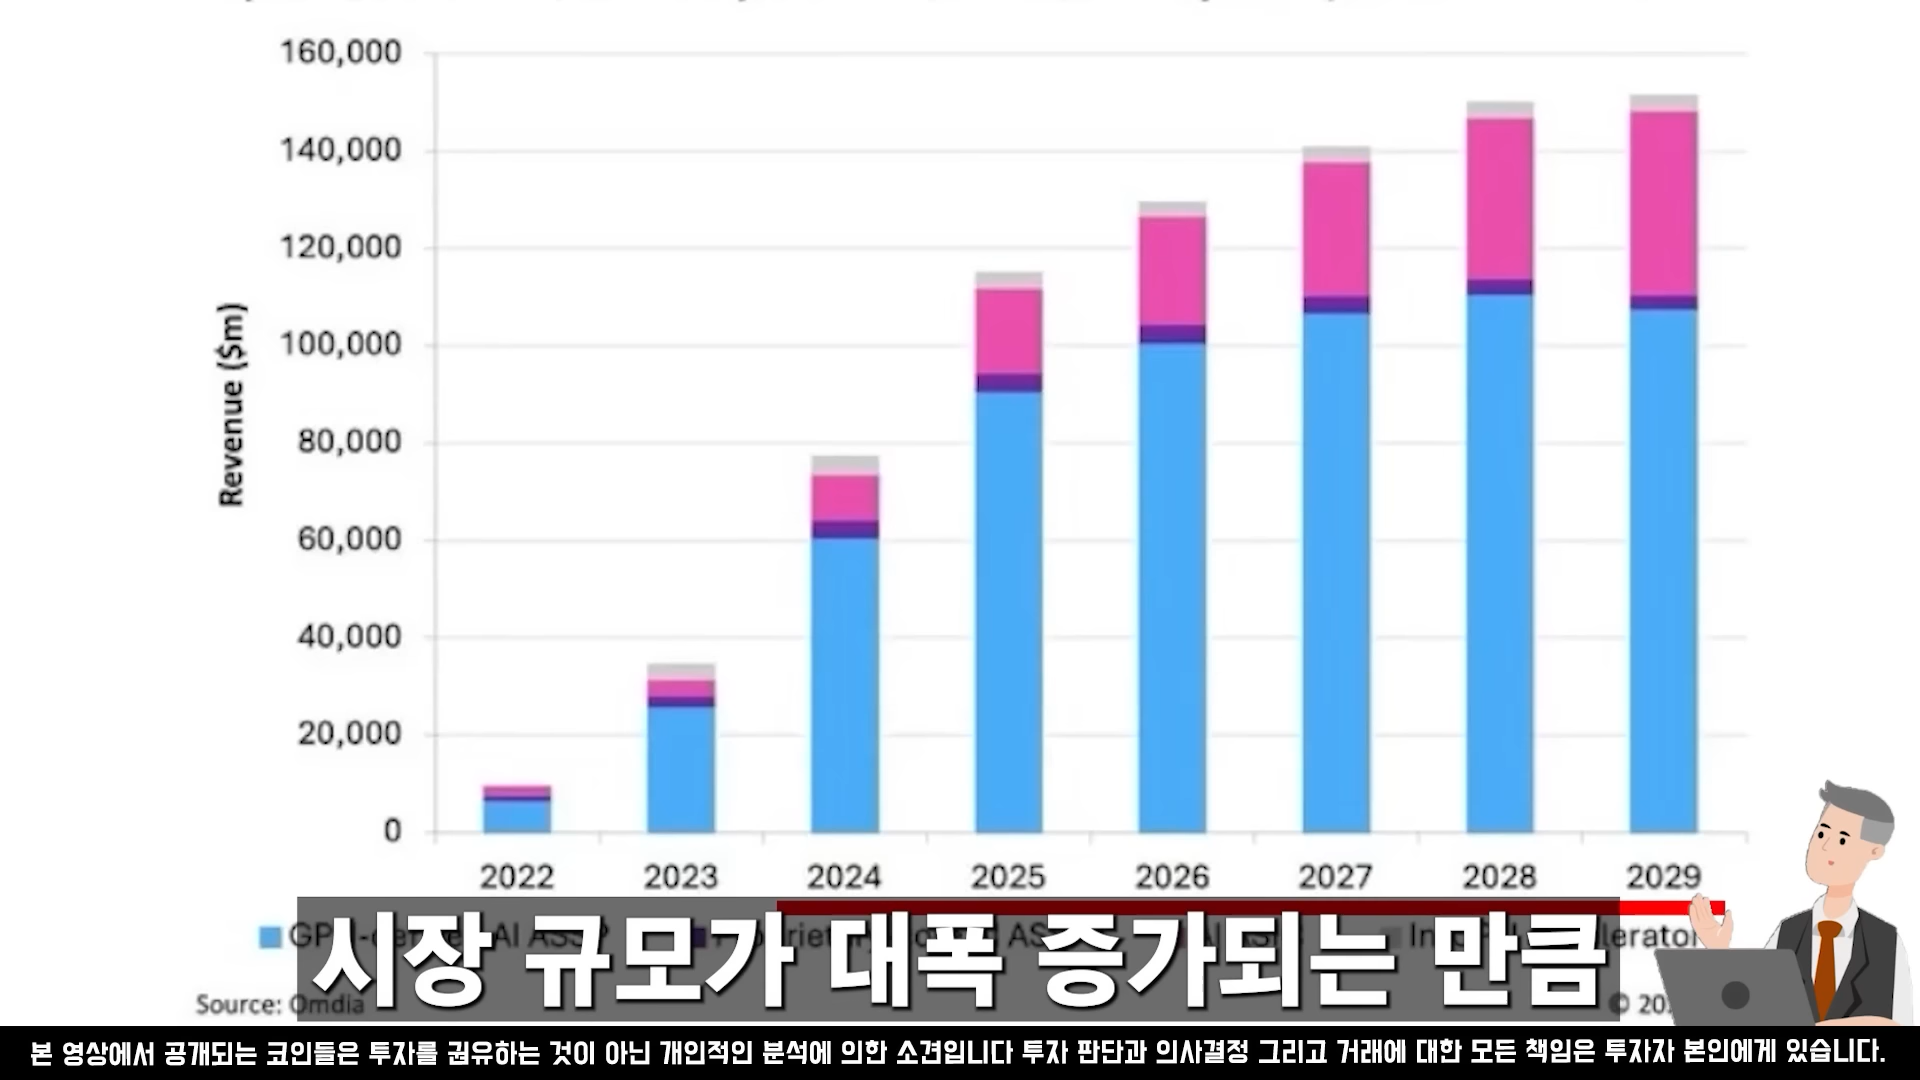 160,000
140,000
120,000
100,000
80,000
60,000
40,000
20,000
0
Revenue ($m)
2022 2023 2024 2025 2026 2027 2028 2029
AI
시장 규모가 대폭 증가되는 만큼
Source: Omdia
©
본 영상에서 공개되는 코인들은 투자를 권유하는 것이 아닌 개인적인 분석에 의한 소견입니다 투자 판단과 의사결정 그리고 거래에 대한 모든 책임은 투자자 본인에게 있습니다.